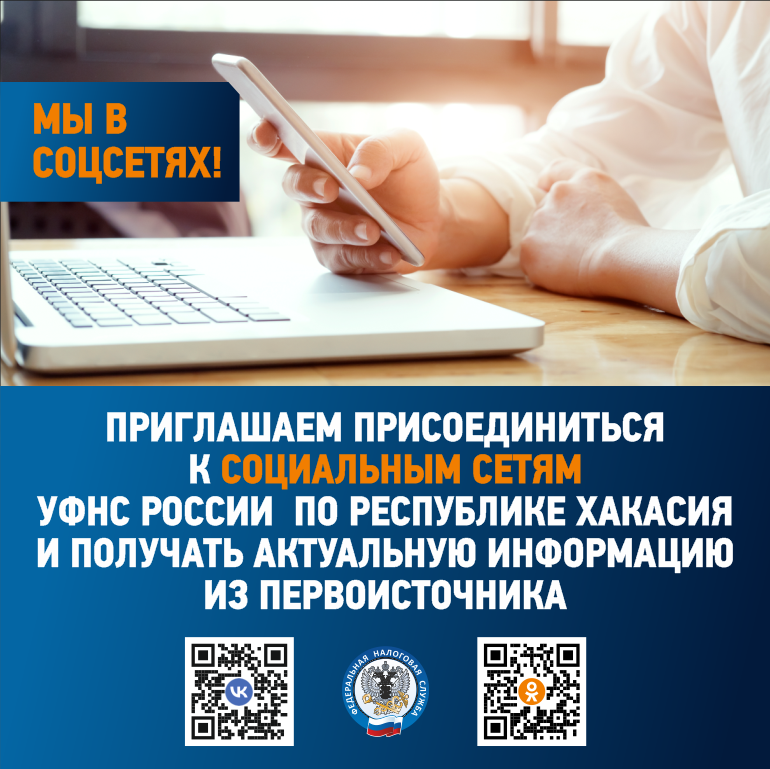 МЫ В
СОЦСЕТЯХ!
ПРИГЛАШАЕМ ПРИСОЕДИНИТЬСЯ
К СОЦИАЛЬНЫМ СЕТЯМ
УФНС РОССИИ ПО РЕСПУБЛИКЕ ХАКАСИЯ
И ПОЛУЧАТЬ АКТУАЛЬНУЮ ИНФОРМАЦИЮ
ИЗ ПЕРВОИСТОЧНИКА
ФЕДЕРАЛЬНАЯ НАЛОГОВАЯ СЛУЖБА